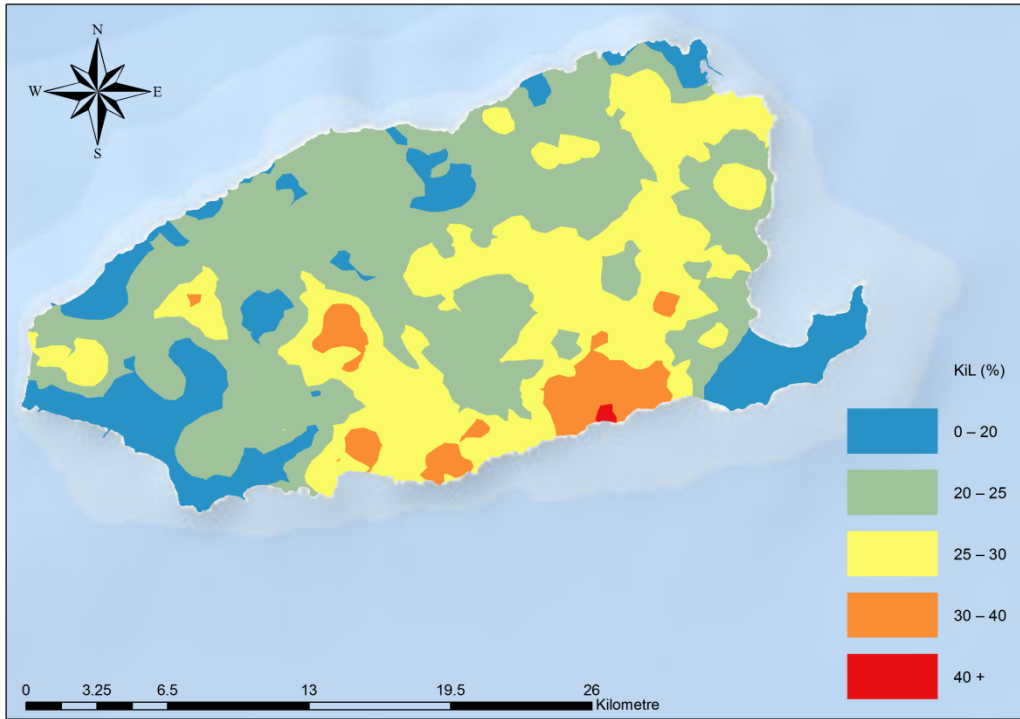 N
W E
S
KiL (%)
0 – 20
20 – 25
25 – 30
30 – 40
40 +
0 3.25 6.5 13 19.5 26
Kilometre